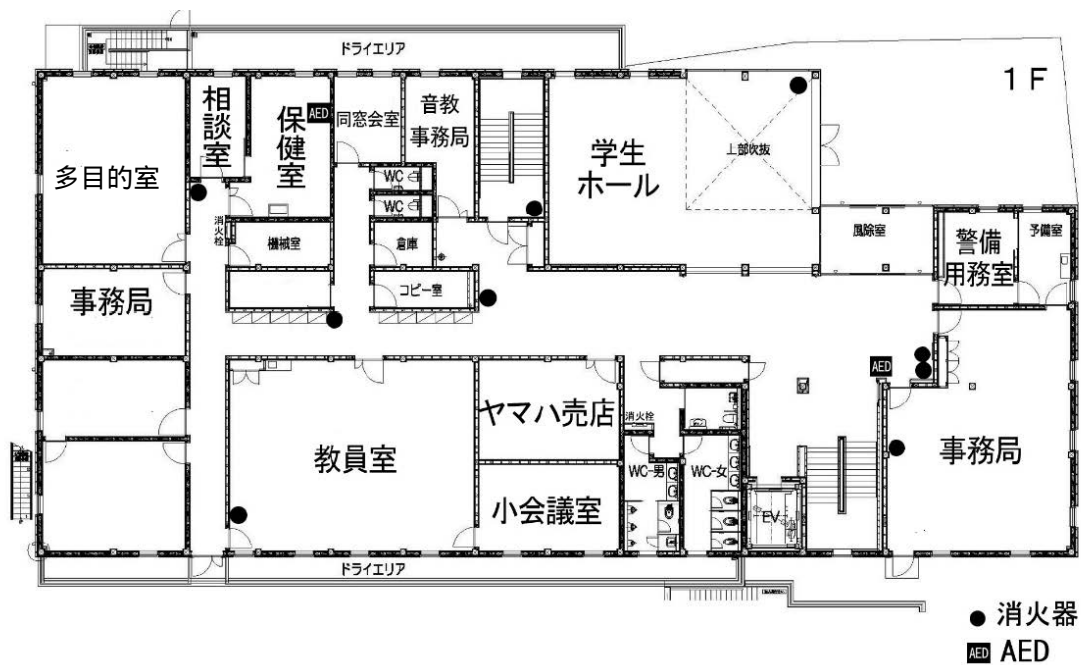 ドライエリア
1F
相談室
保健室
AED
同窓会室
音教
事務局
多目的室
学生
ホール
上部吹抜
WC
WC
消火栓
機械室
倉庫
風除室
警備
用務室
予備室
事務局
コピー室
AED
ヤマハ売店
消火栓
教員室
事務局
WC-男
WC-女
小会議室
EV
ドライエリア
消火器
AED AED